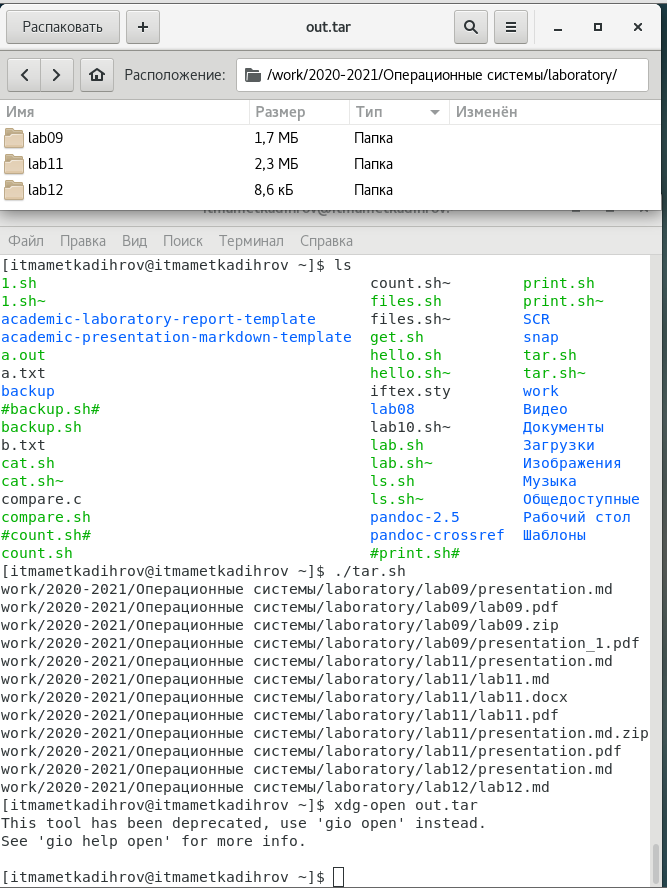 Распаковать + out.tar
Расположение: /work/2020-2021/Операционные системы/laboratory/
Имя Размер Тип Изменён
lab09 1,7 МБ Папка
lab11 2,3 МБ Папка
lab12 8,6 кБ Папка
Файл Правка Вид Поиск Терминал Справка
[itmametkadihrov@itmametkadihrov ~]$ ls
1.sh count.sh~ print.sh
1.sh~ files.sh print.sh~
academic-laboratory-report-template files.sh~ SCR
academic-presentation-markdown-template get.sh snap
a.out hello.sh tar.sh
a.txt hello.sh~ tar.sh~
backup iftex.sty work
#backup.sh# lab08 Видео
backup.sh lab10.sh~ Документы
b.txt lab.sh Загрузки
cat.sh lab.sh~ Изображения
cat.sh~ ls.sh Музыка
compare.c ls.sh~ Общедоступные
compare.sh pandoc-2.5 Рабочий стол
#count.sh# pandoc-crossref Шаблоны
count.sh #print.sh#
[itmametkadihrov@itmametkadihrov ~]$ ./tar.sh
work/2020-2021/Операционные системы/laboratory/lab09/presentation.md
work/2020-2021/Операционные системы/laboratory/lab09/lab09.pdf
work/2020-2021/Операционные системы/laboratory/lab09/lab09.zip
work/2020-2021/Операционные системы/laboratory/lab09/presentation_1.pdf
work/2020-2021/Операционные системы/laboratory/lab11/presentation.md
work/2020-2021/Операционные системы/laboratory/lab11/lab11.md
work/2020-2021/Операционные системы/laboratory/lab11/lab11.docx
work/2020-2021/Операционные системы/laboratory/lab11/lab11.pdf
work/2020-2021/Операционные системы/laboratory/lab11/presentation.md.zip
work/2020-2021/Операционные системы/laboratory/lab11/presentation.pdf
work/2020-2021/Операционные системы/laboratory/lab12/presentation.md
work/2020-2021/Операционные системы/laboratory/lab12/lab12.md
[itmametkadihrov@itmametkadihrov ~]$ xdg-open out.tar
This tool has been deprecated, use 'gio open' instead.
See 'gio help open' for more info.
[itmametkadihrov@itmametkadihrov ~]$